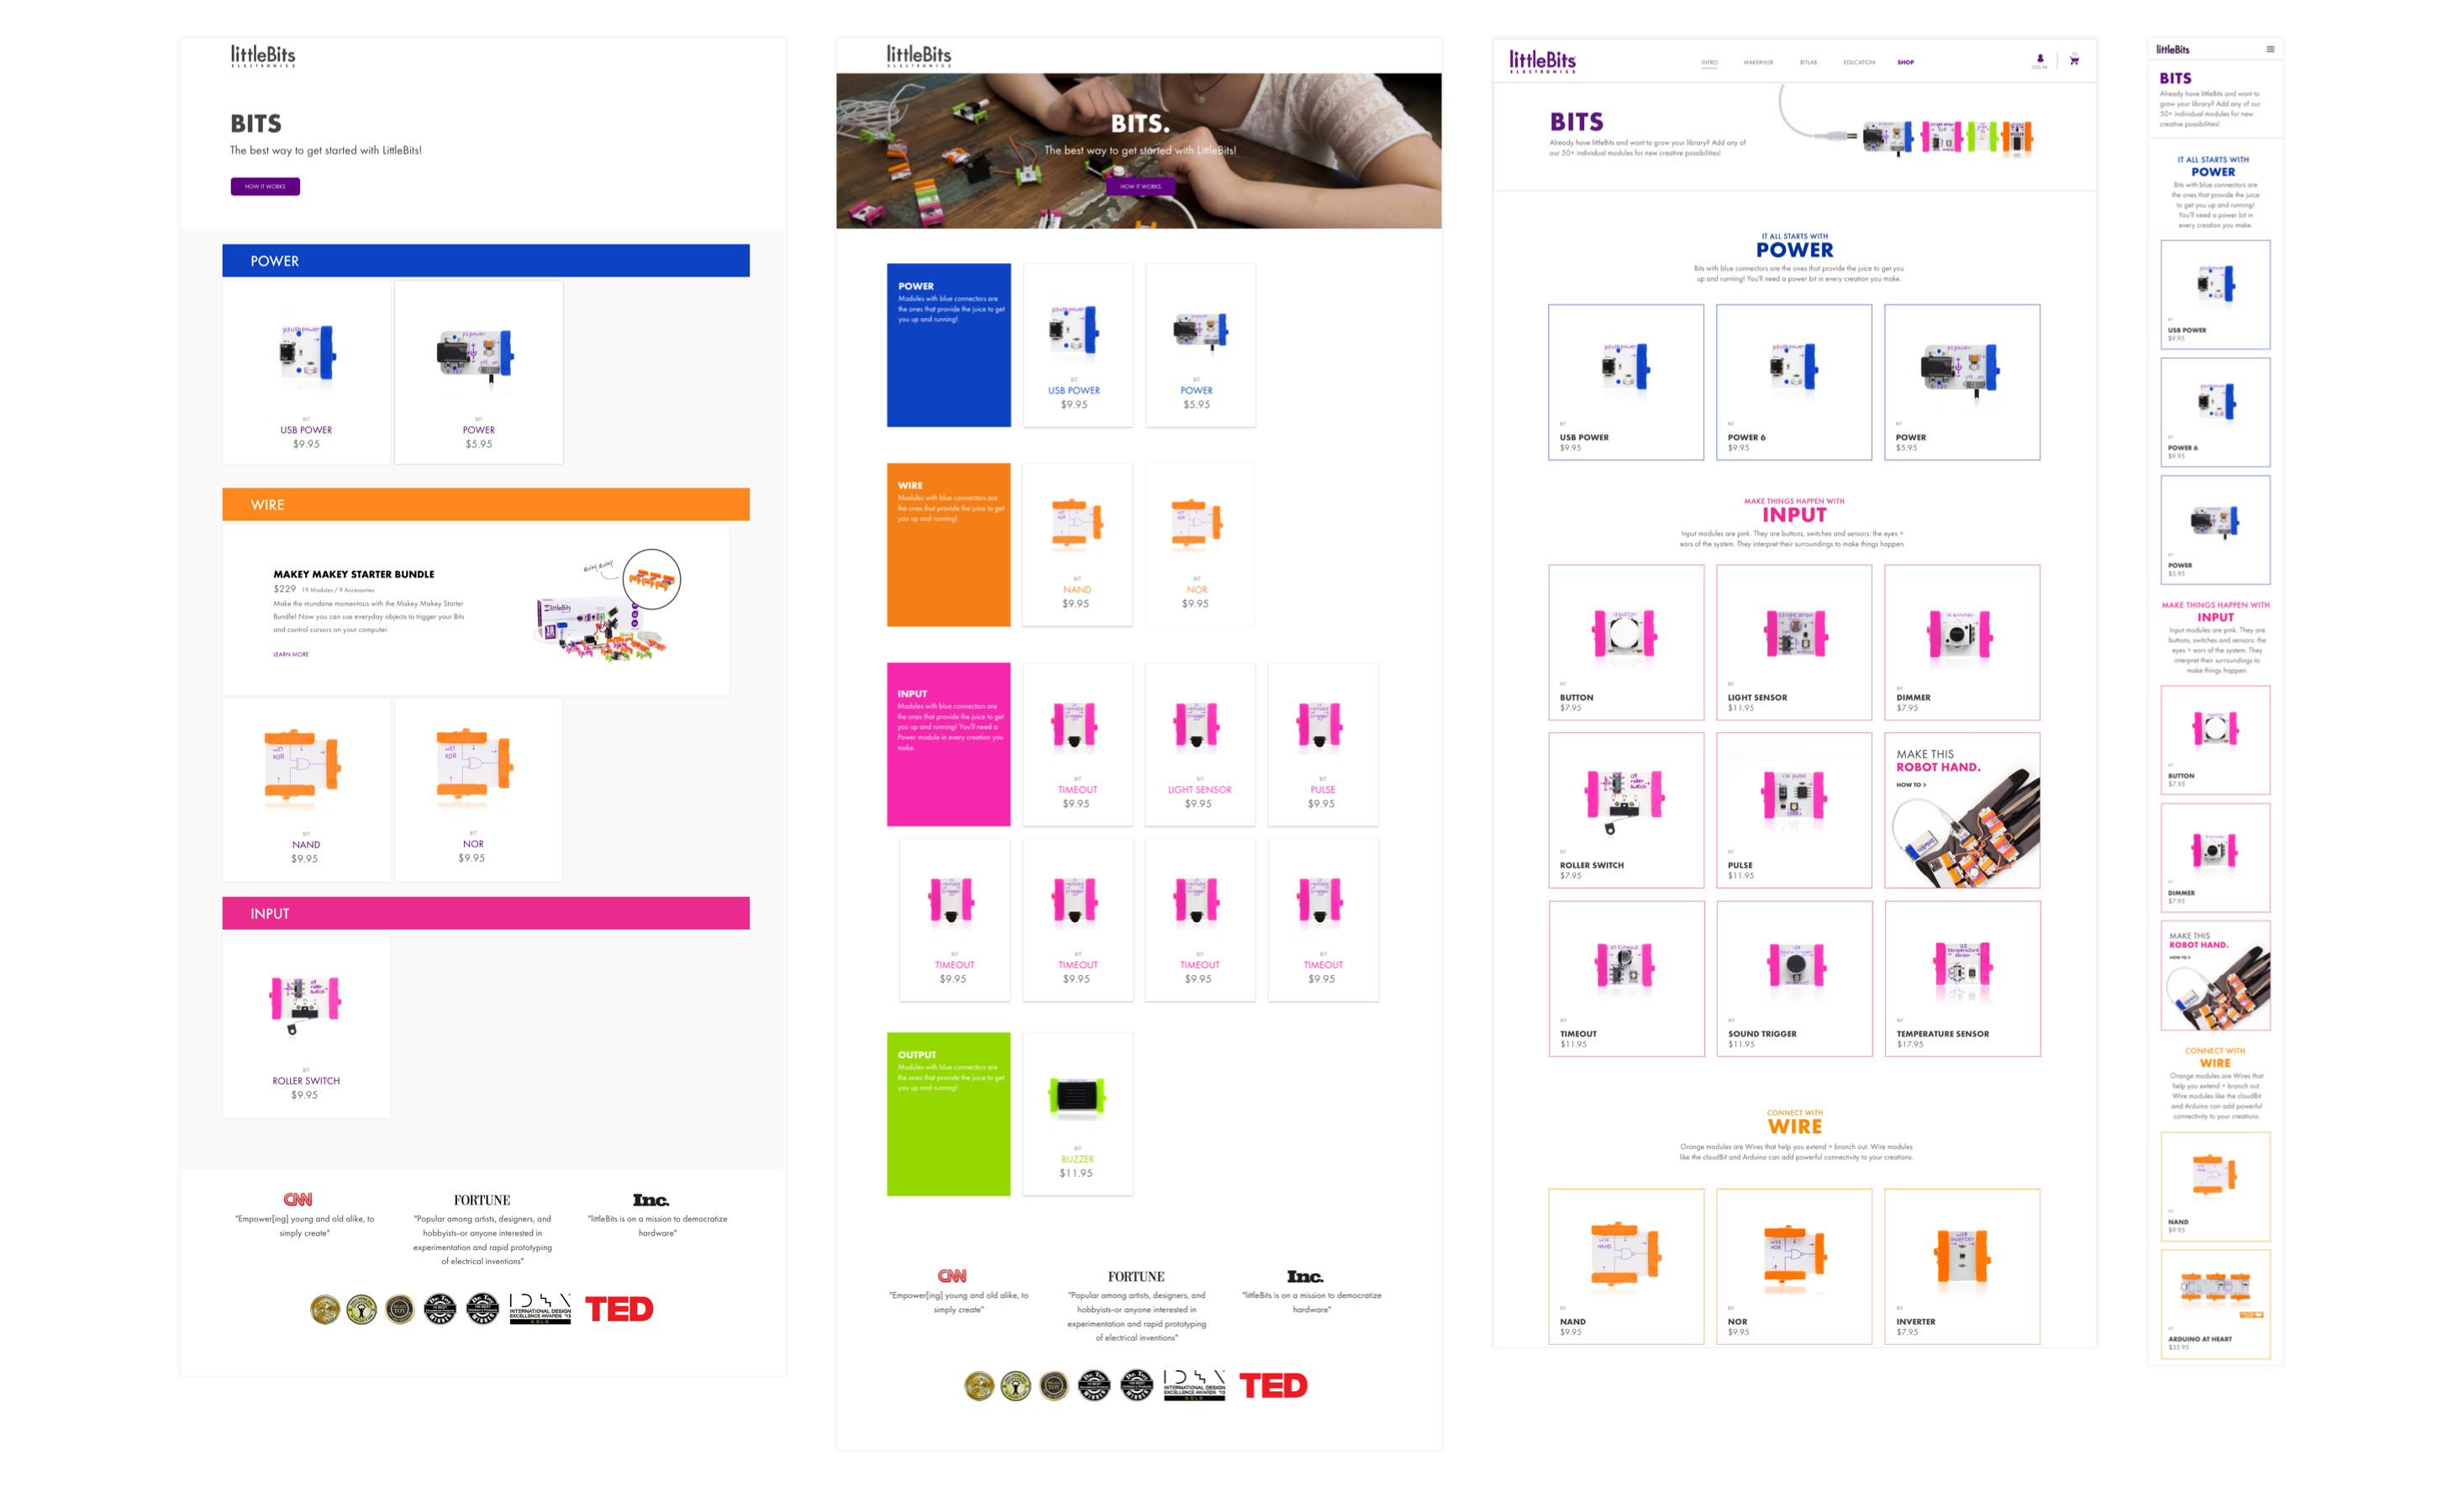 littleBits
ELECTRONICS
BITS
The best way to get started with LittleBits!
HOW IT WORKS
POWER
BIT
USB POWER
$9.95
BIT
POWER
$5.95
WIRE
MAKEY MAKEY STARTER BUNDLE
$229 19 Modules / 9 Accessories
Make the mundane momentous with the Makey Makey Starter
Bundle! Now you can use everyday objects to trigger your Bits
and control cursors on your computer.
LEARN MORE
littleBits
BIT
NAND
$9.95
BIT
NOR
$9.95
INPUT
BIT
ROLLER SWITCH
$9.95
CNN
"Empower[ing] young and old alike, to
simply create"
FORTUNE
"Popular among artists, designers, and
hobbyists-or anyone interested in
experimentation and rapid prototyping
of electrical inventions"
Inc.
"littleBits is on a mission to democratize
hardware"
INTERNATIONAL DESIGN
EXCELLENCE AWARDS '13
GOLD
TED
littleBits
ELECTRONICS
BITS.
The best way to get started with LittleBits!
HOW IT WORKS
POWER
Modules with blue connectors are
the ones that provide the juice to get
you up and running!.
BIT
USB POWER
$9.95
BIT
POWER
$5.95
WIRE
Modules with blue connectors are
the ones that provide the juice to get
you up and running!
BIT
NAND
$9.95
BIT
NOR
$9.95
INPUT
Modules with blue connectors are
the ones that provide the juice to get
you up and running! You'll need a
Power module in every creation you
make.
BIT
TIMEOUT
$9.95
BIT
LIGHT SENSOR
$9.95
BIT
PULSE
$9.95
BIT
TIMEOUT
$9.95
BIT
TIMEOUT
$9.95
BIT
TIMEOUT
$9.95
BIT
TIMEOUT
$9.95
OUTPUT
Modules with blue connectors are
the ones that provide the juice to get
you up and running!
BIT
BUZZER
$11.95
CNN
"Empower[ing] young and old alike, to
simply create"
FORTUNE
"Popular among artists, designers, and
hobbyists-or anyone interested in
experimentation and rapid prototyping
of electrical inventions"
Inc.
"littleBits is on a mission to democratize
hardware"
INTERNATIONAL DESIGN
EXCELLENCE AWARDS '13
GOLD
TED
littleBits
ELECTRONICS
INTRO
MAKERHUB
BITLAB
EDUCATION
SHOP
LOG IN
BITS
Already have littleBits and want to grow your library? Add any of
our 50+ individual modules for new creative possibilities!
IT ALL STARTS WITH
POWER
Bits with blue connectors are the ones that provide the juice to get you
up and running! You'll need a power bit in every creation you make.
BIT
USB POWER
$9.95
BIT
POWER 6
$9.95
BIT
POWER
$5.95
MAKE THINGS HAPPEN WITH
INPUT
Input modules are pink. They are buttons, switches and sensors: the eyes +
ears of the system. They interpret their surroundings to make things happen.
BIT
BUTTON
$7.95
BIT
LIGHT SENSOR
$11.95
BIT
DIMMER
$7.95
BIT
ROLLER SWITCH
$7.95
BIT
PULSE
$11.95
MAKE THIS
ROBOT HAND.
HOW TO >
BIT
TIMEOUT
$11.95
BIT
SOUND TRIGGER
$11.95
BIT
TEMPERATURE SENSOR
$17.95
CONNECT WITH
WIRE
Orange modules are Wires that help you extend + branch out. Wire modules
like the cloudBit and Arduino can add powerful connectivity to your creations.
BIT
NAND
$9.95
BIT
NOR
$9.95
BIT
INVERTER
$7.95
littleBits
BITS
Already have littleBits and want to
grow your library? Add any of our
50+ individual modules for new
creative possibilities!
IT ALL STARTS WITH
POWER
Bits with blue connectors are
the ones that provide the juice
to get you up and running!
You'll need a power bit in
every creation you make.
BIT
USB POWER
$9.95
BIT
POWER 6
$9.95
BIT
POWER
$5.95
MAKE THINGS HAPPEN WITH
INPUT
Input modules are pink. They are
buttons, switches and sensors: the
eyes + ears of the system. They
interpret their surroundings to
make things happen.
BIT
BUTTON
$7.95
BIT
DIMMER
$7.95
MAKE THIS
ROBOT HAND.
HOW TO >
CONNECT WITH
WIRE
Orange modules are Wires that
help you extend + branch out.
Wire modules like the cloudBit
and Arduino can add powerful
connectivity to your creations.
BIT
NAND
$9.95
BIT
ARDUINO AT HEART
$35.95